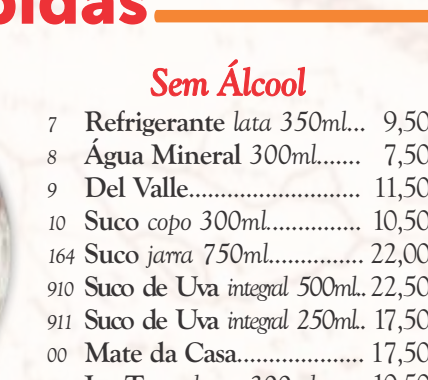 Sem Álcool
7 Refrigerante lata 350ml... 9,50
8 Água Mineral 300ml....... 7,50
9 Del Valle.......................... 11,50
10 Suco copo 300ml.............. 10,50
164 Suco jarra 750ml.............. 22,00
910 Suco de Uva integral 500ml.. 22,50
911 Suco de Uva integral 250ml.. 17,50
00 Mate da Casa................... 17,50